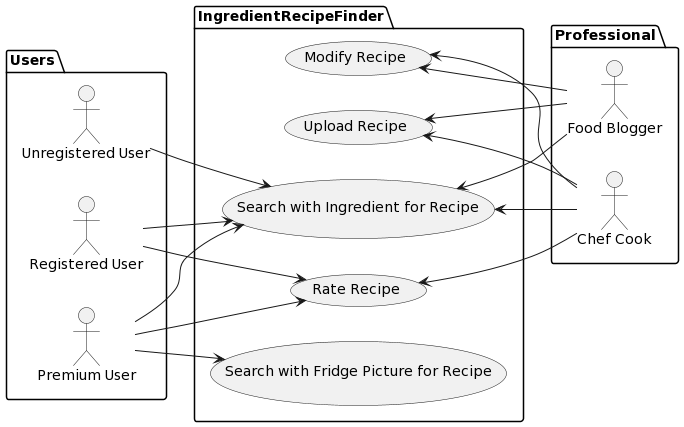 Users
Unregistered User
Registered User
Premium User
IngredientRecipeFinder
Modify Recipe
Upload Recipe
Search with Ingredient for Recipe
Rate Recipe
Search with Fridge Picture for Recipe
Professional
Food Blogger
Chef Cook